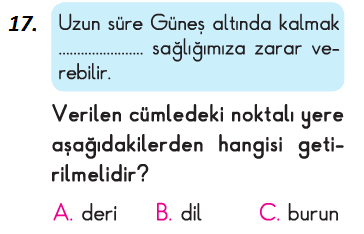 17. Uzun süre Güneş altında kalmak
...................... sağlığımıza zarar ve-
rebilir.
Verilen cümledeki noktalı yere
aşağıdakilerden hangisi geti-
rilmelidir?
A. deri B. dil C. burun